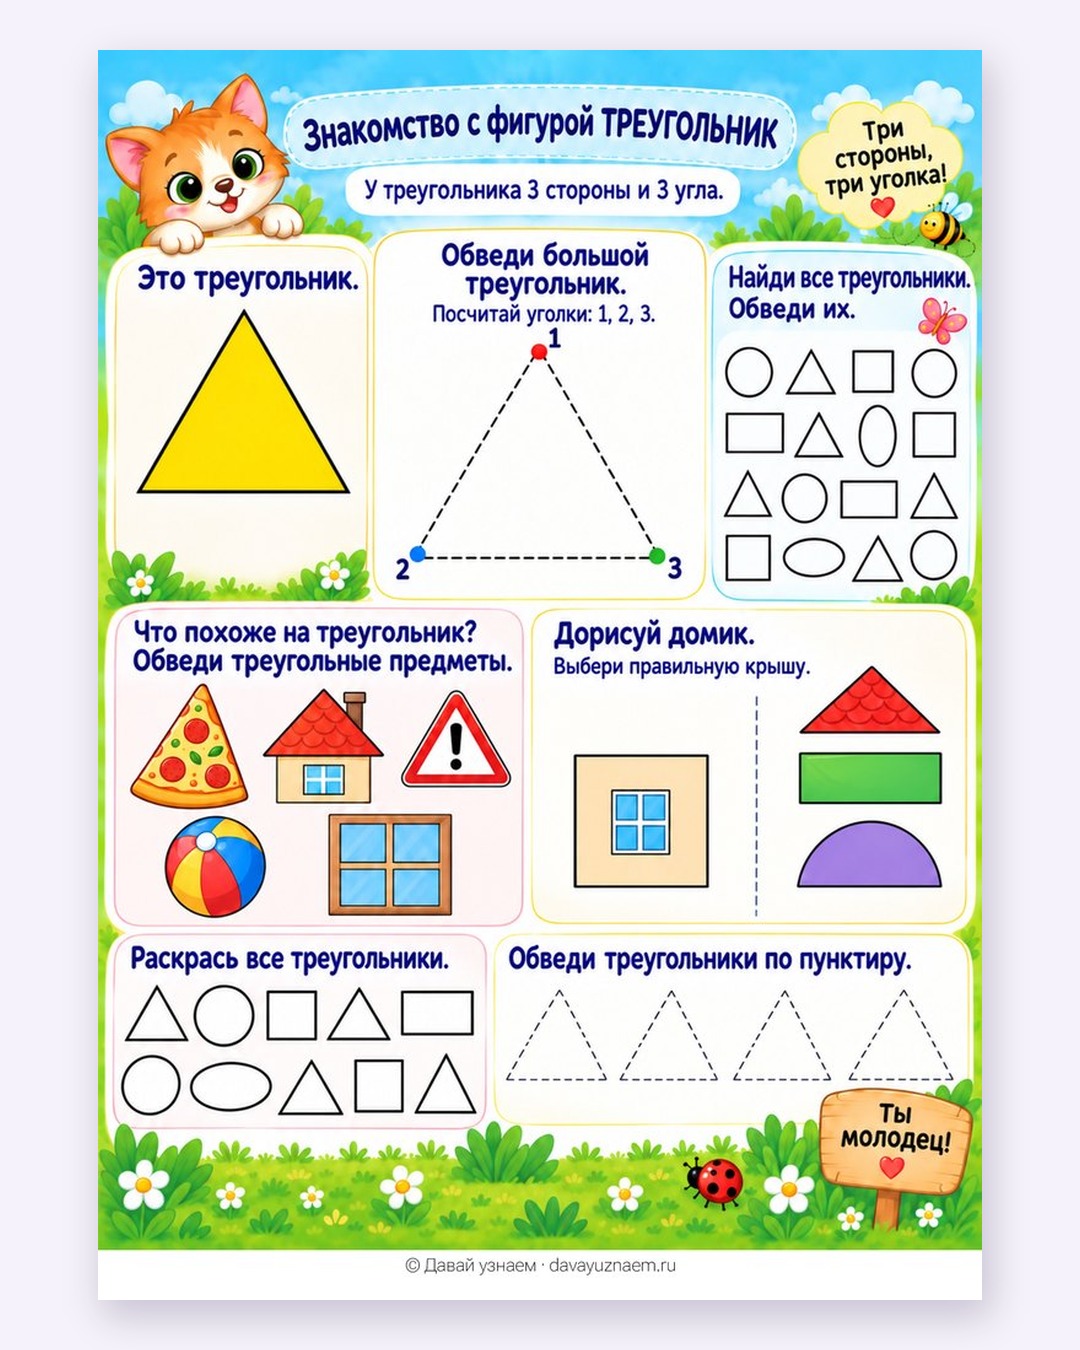 Знакомство с фигурой ТРЕУГОЛЬНИК
У треугольника 3 стороны и 3 угла.
Три
стороны,
три уголка!
Это треугольник.
Обведи большой
треугольник.
Посчитай уголки: 1, 2, 3.
1
2
3
Найди все треугольники.
Обведи их.
Что похоже на треугольник?
Обведи треугольные предметы.
!
Дорисуй домик.
Выбери правильную крышу.
Раскрась все треугольники.
Обведи треугольники по пунктиру.
Ты
молодец!
© Давай узнаем · davayuznaem.ru